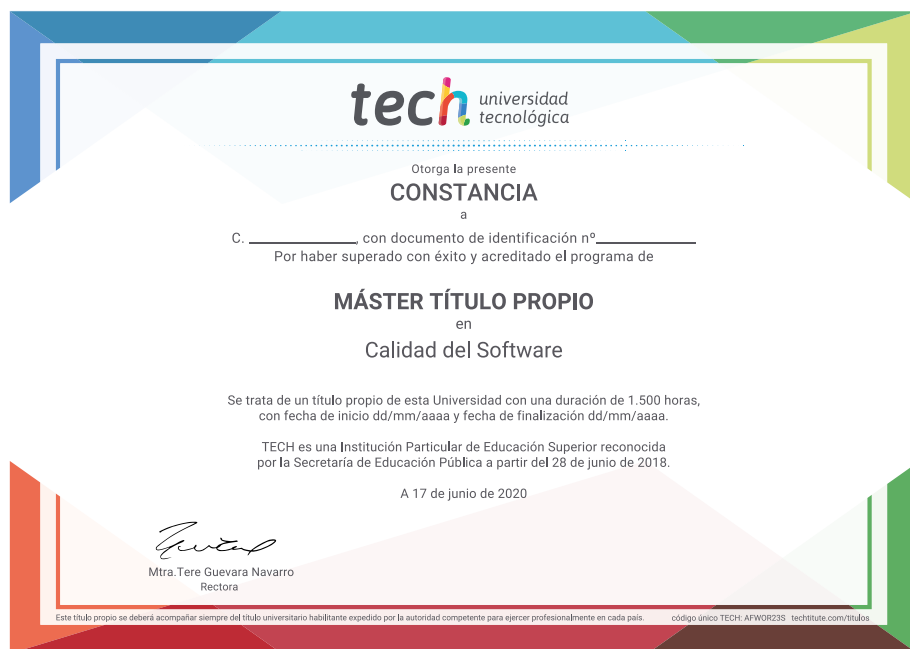 tech universidad
tecnológica
Otorga la presente
CONSTANCIA
a
C. ____________, con documento de identificación nº____________
Por haber superado con éxito y acreditado el programa de
MÁSTER TÍTULO PROPIO
en
Calidad del Software
Se trata de un título propio de esta Universidad con una duración de 1.500 horas,
con fecha de inicio dd/mm/aaaa y fecha de finalización dd/mm/aaaa.
TECH es una Institución Particular de Educación Superior reconocida
por la Secretaría de Educación Pública a partir del 28 de junio de 2018.
A 17 de junio de 2020
Mtra.Tere Guevara Navarro
Rectora
Este título propio se deberá acompañar siempre del título universitario habilitante expedido por la autoridad competente para ejercer profesionalmente en cada país. código único TECH: AFWOR23S techtitute.com/titulos